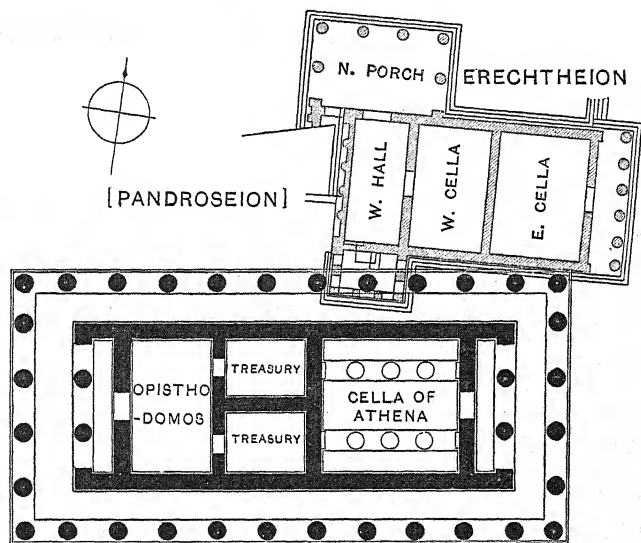 N. PORCH
ERECHTHEION
[PANDROSEION]
W. HALL
W. CELLA
E. CELLA
OPISTHO
-DOMOS
TREASURY
TREASURY
CELLA OF
ATHENA